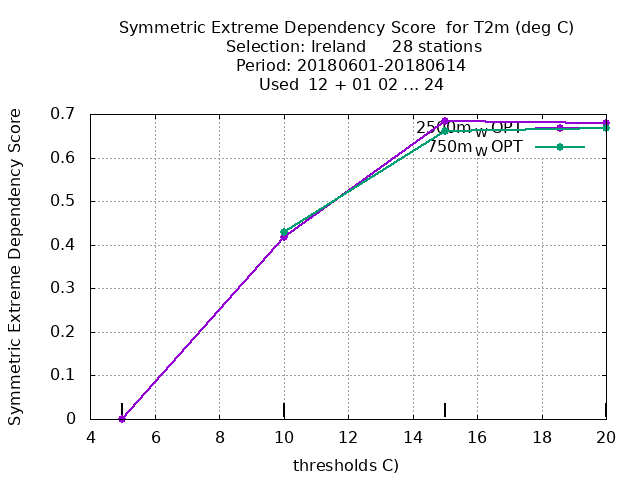 Symmetric Extreme Dependency Score for T2m (deg C)
Selection: Ireland 28 stations
Period: 20180601-20180614
Used 12 + 01 02 ... 24
Symmetric Extreme Dependency Score
0.7
0.6
0.5
0.4
0.3
0.2
0.1
0
2500m W OPT
750m W OPT
4 6 8 10 12 14 16 18 20
thresholds C)